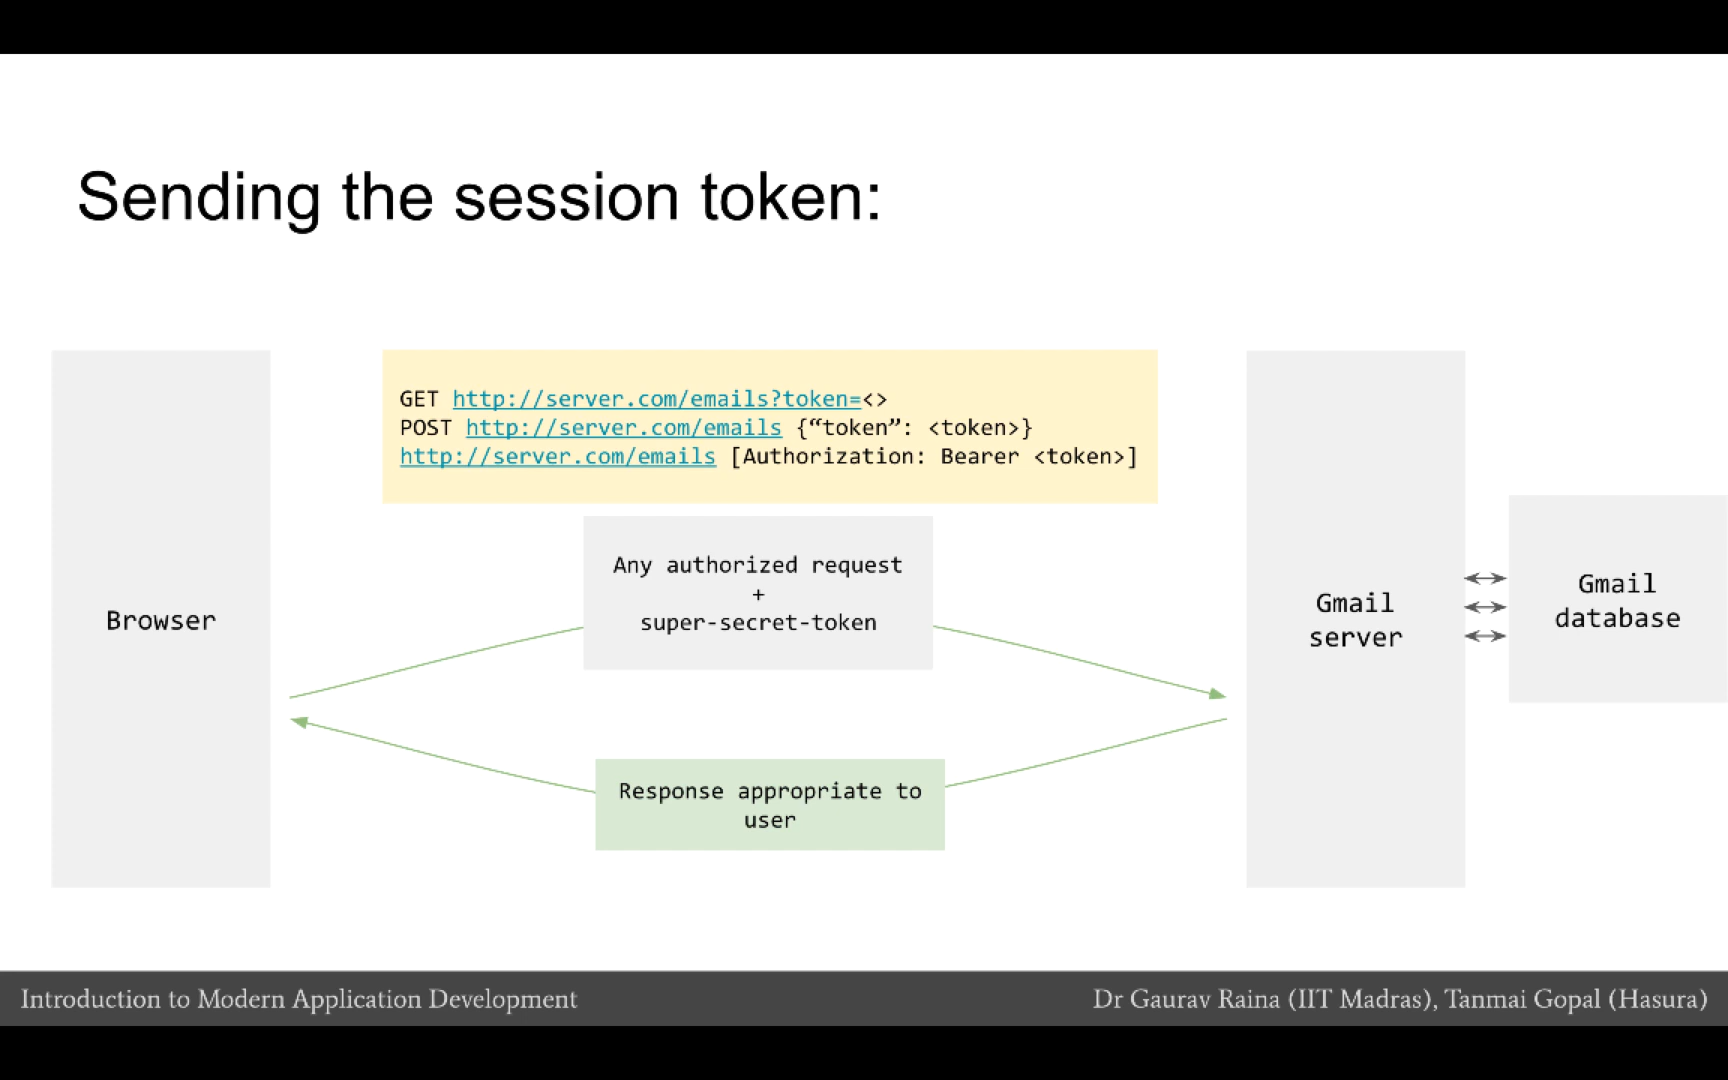 Sending the session token:
GET http://server.com/emails?token=<>
POST http://server.com/emails {“token”: <token>}
http://server.com/emails [Authorization: Bearer <token>]
Any authorized request
+
super-secret-token
Browser
Gmail
server
Gmail
database
Response appropriate to
user
Introduction to Modern Application Development
Dr Gaurav Raina (IIT Madras), Tanmai Gopal (Hasura)